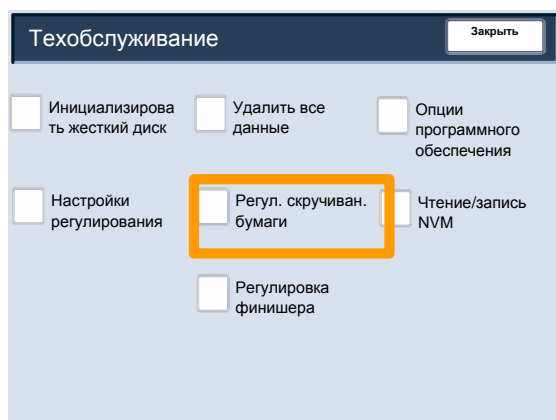 Техобслуживание
Закрыть
Инициализирова
ть жесткий диск
Удалить все
данные
Опции
программного
обеспечения
Настройки
регулирования
Регул. скручиван.
бумаги
Чтение/запись
NVM
Регулировка
финишера